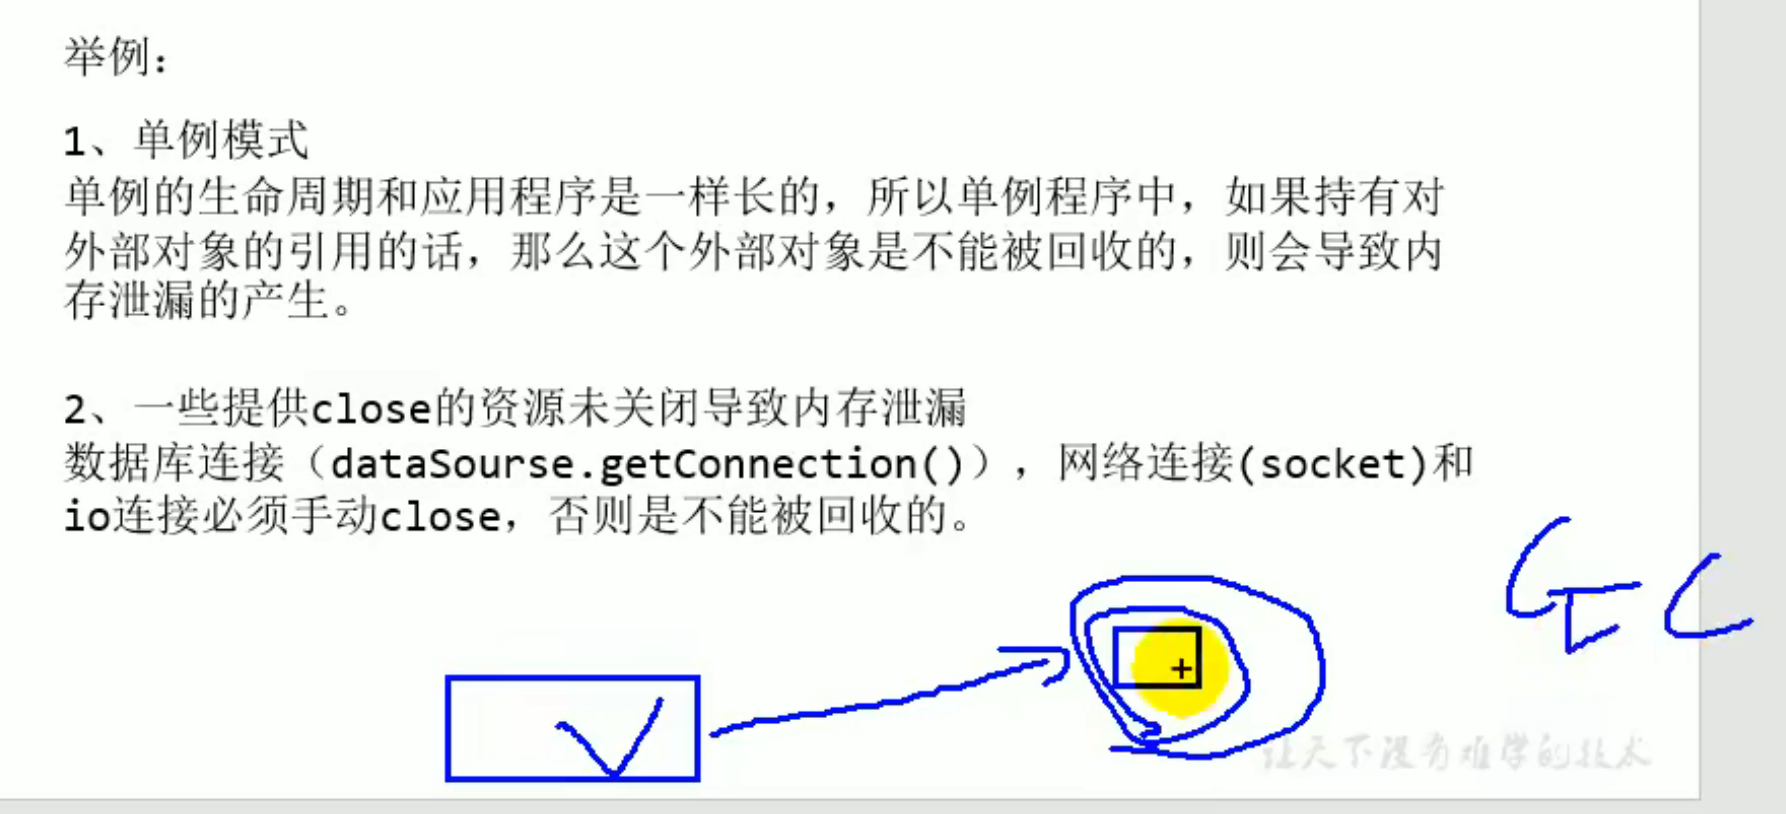 举例：
1、单例模式
单例的生命周期和应用程序是一样长的，所以单例程序中，如果持有对
外部对象的引用的话，那么这个外部对象是不能被回收的，则会导致内
存泄漏的产生。
2、一些提供close的资源未关闭导致内存泄漏
数据库连接（dataSourse.getConnection()），网络连接(socket)和
io连接必须手动close，否则是不能被回收的。
GC
让天下没有难学的技术